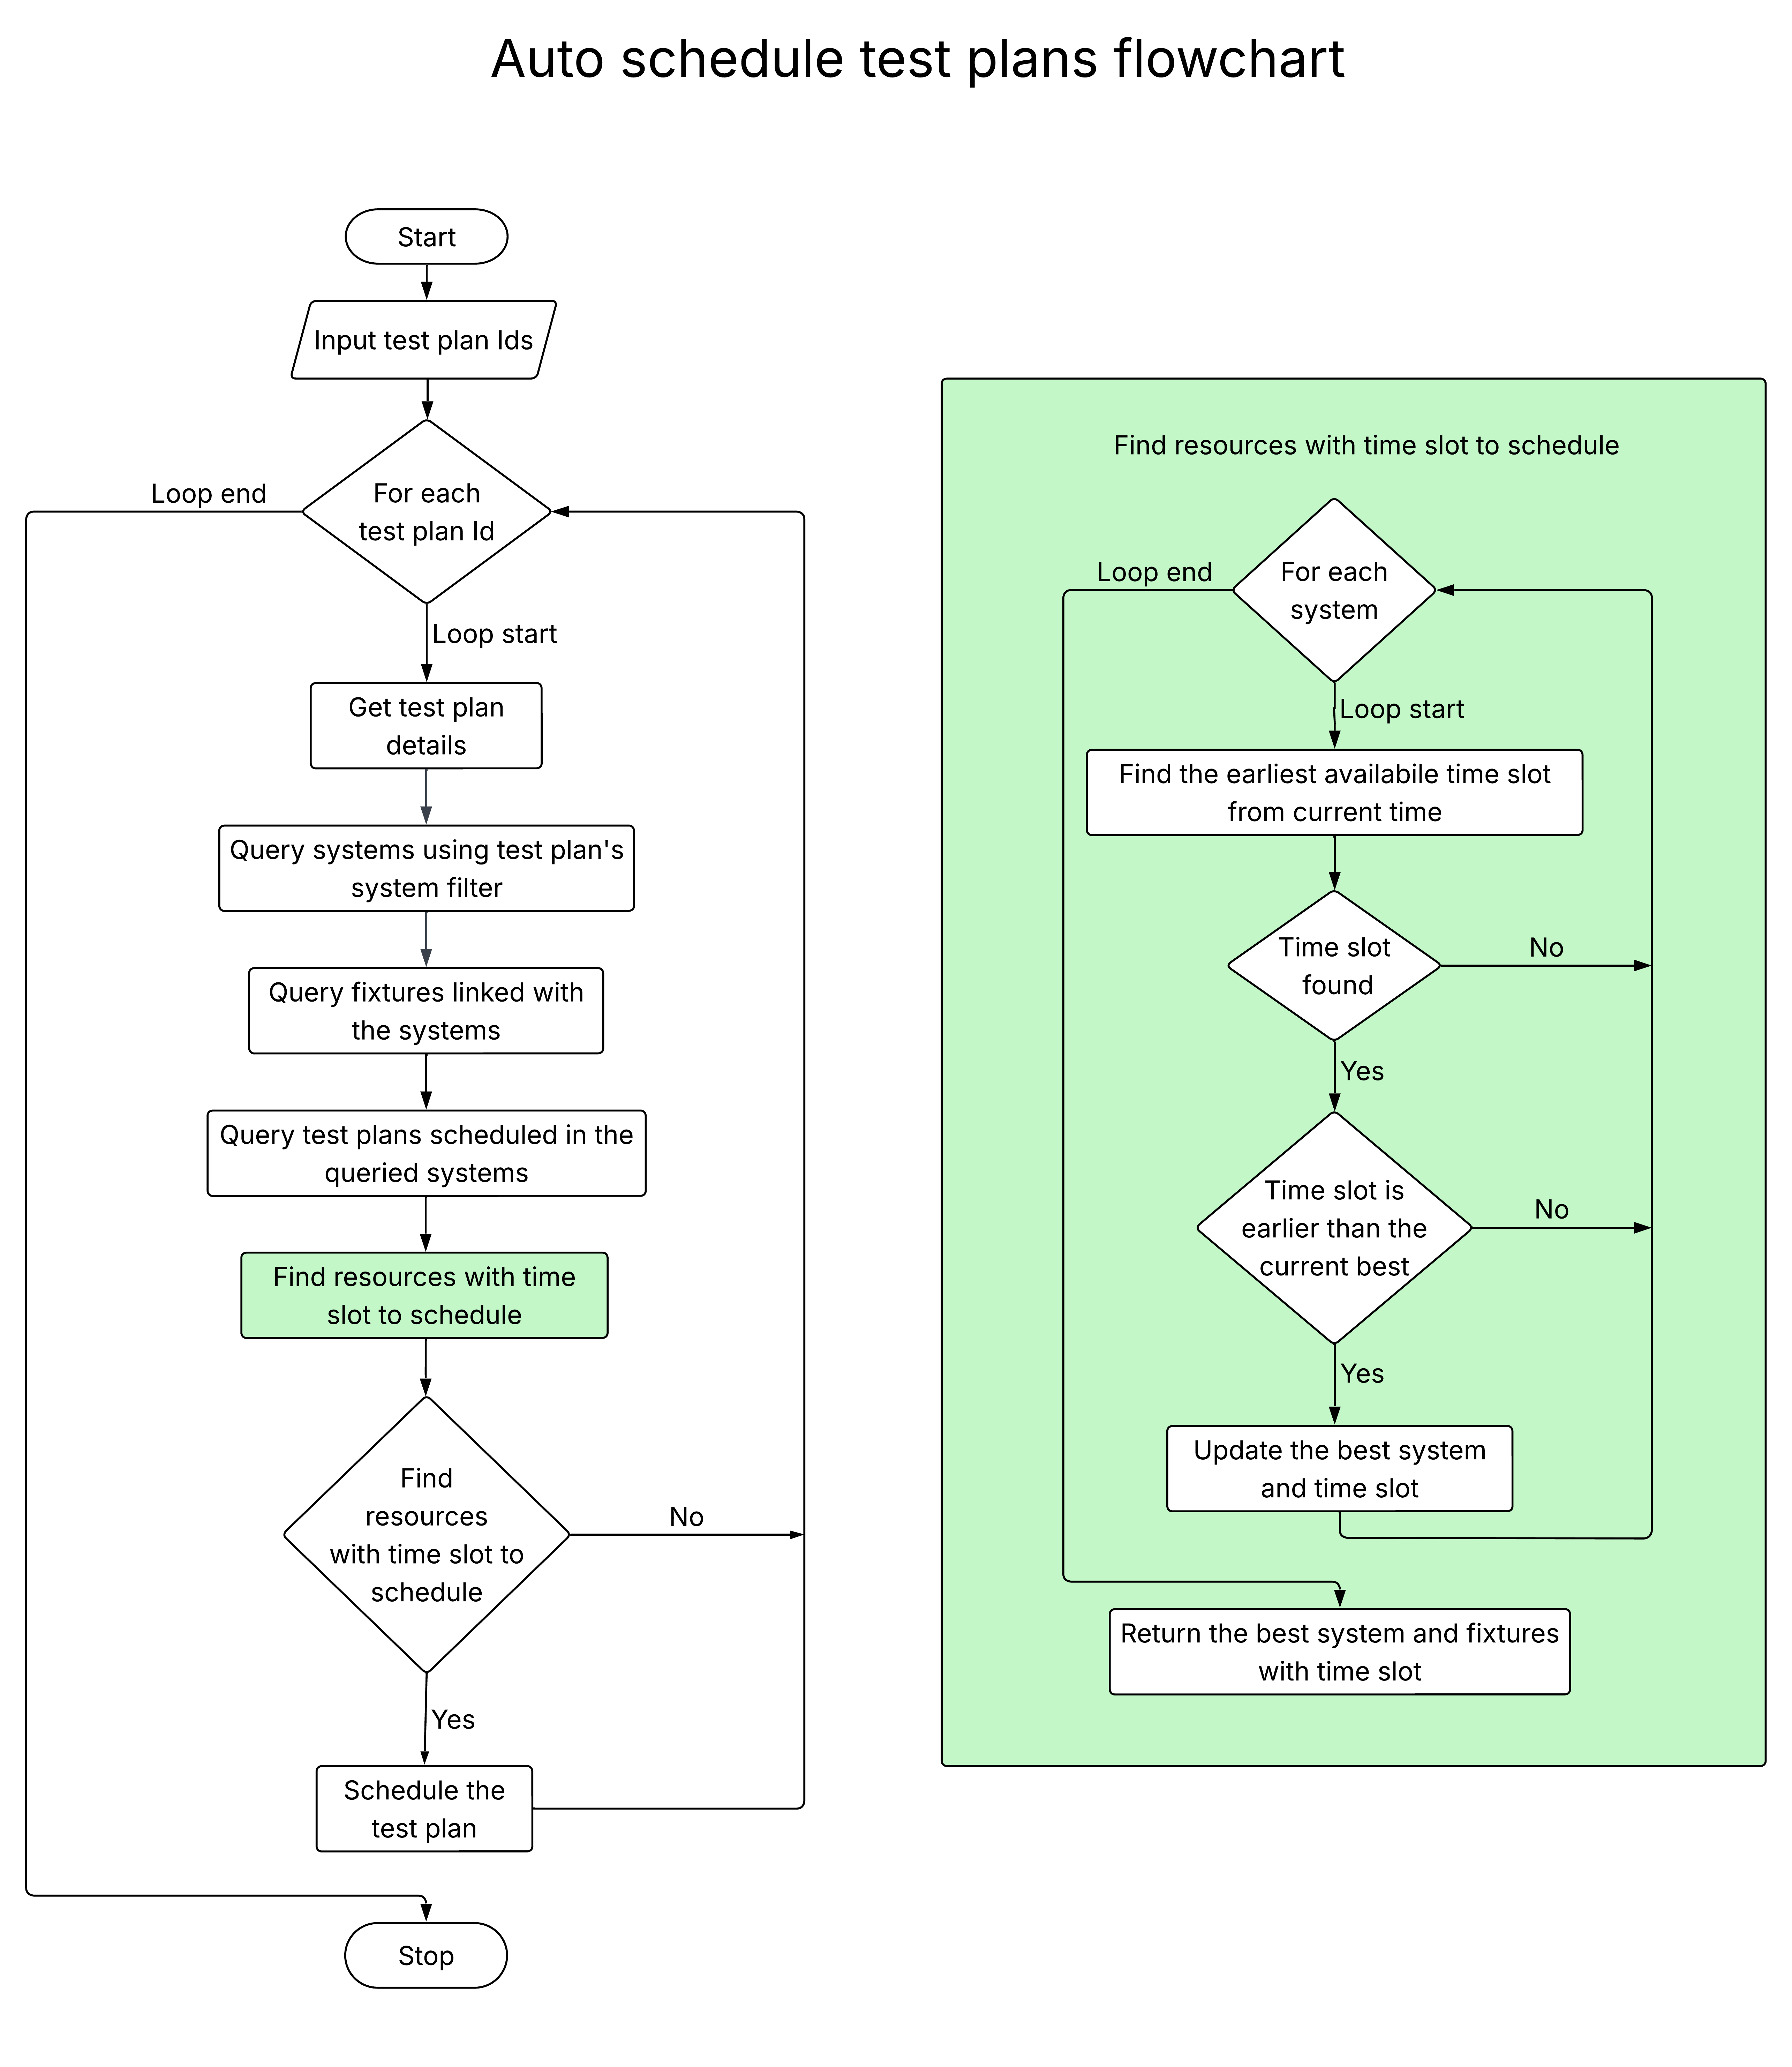 Auto schedule test plans flowchart
Start
Input test plan Ids
For each
test plan Id
Loop end
Loop start
Get test plan
details
Query systems using test plan's
system filter
Query fixtures linked with
the systems
Query test plans scheduled in the
queried systems
Find resources with time
slot to schedule
Find
resources
with time slot to
schedule
No
Yes
Schedule the
test plan
Stop
Find resources with time slot to schedule
For each
system
Loop end
Loop start
Find the earliest availabile time slot
from current time
Time slot
found
No
Yes
Time slot is
earlier than the
current best
No
Yes
Update the best system
and time slot
Return the best system and fixtures
with time slot